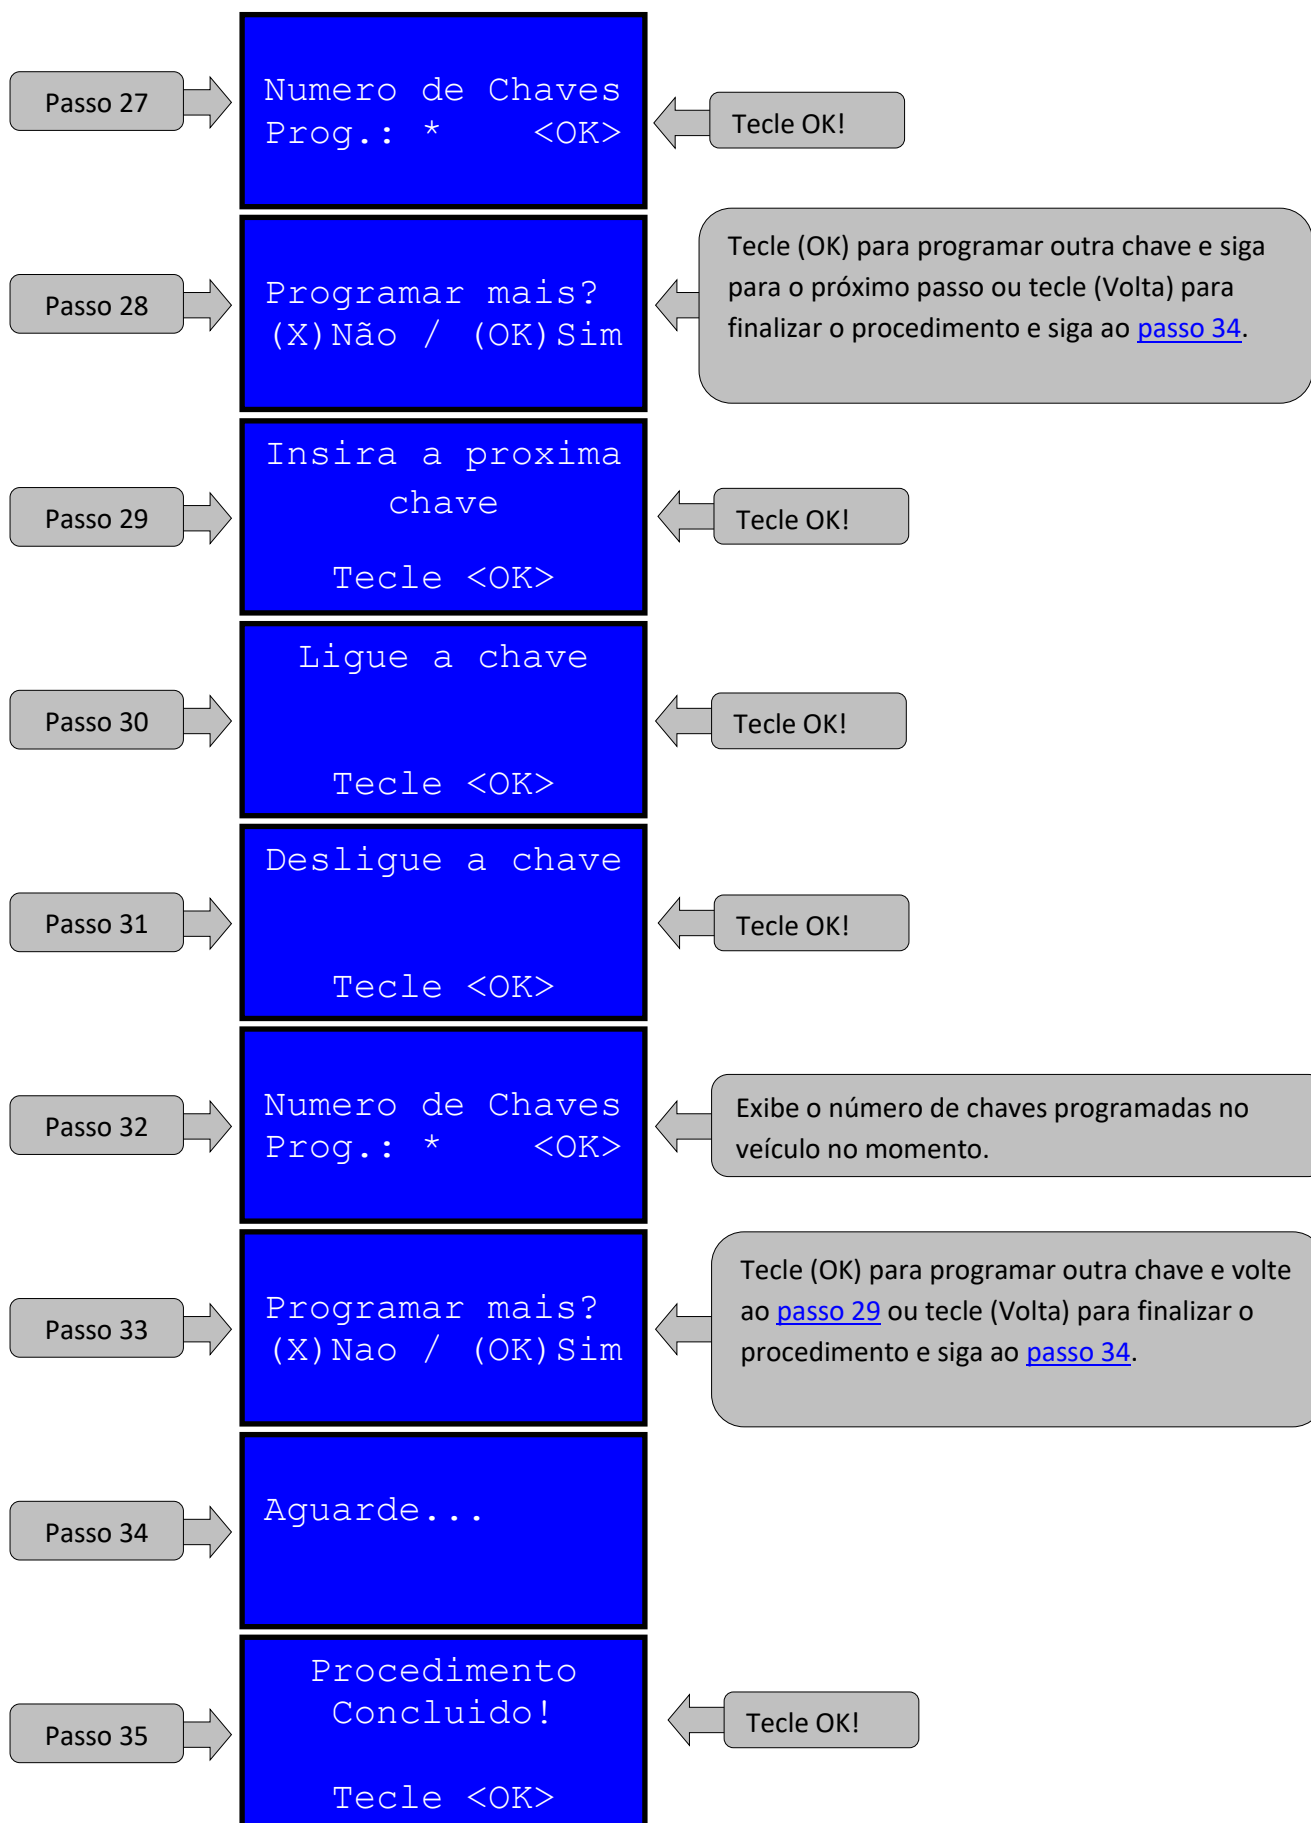 Passo 27
Numero de Chaves
Prog.: * <OK>
Tecle OK!
Passo 28
Programar mais?
(X)Não / (OK)Sim
Tecle (OK) para programar outra chave e siga
para o próximo passo ou tecle (Volta) para
finalizar o procedimento e siga ao passo 34.
Passo 29
Insira a proxima
chave
Tecle <OK>
Tecle OK!
Passo 30
Ligue a chave
Tecle <OK>
Tecle OK!
Passo 31
Desligue a chave
Tecle <OK>
Tecle OK!
Passo 32
Numero de Chaves
Prog.: * <OK>
Exibe o número de chaves programadas no
veículo no momento.
Passo 33
Programar mais?
(X)Nao / (OK)Sim
Tecle (OK) para programar outra chave e volte
ao passo 29 ou tecle (Volta) para finalizar o
procedimento e siga ao passo 34.
Passo 34
Aguarde...
Passo 35
Procedimento
Concluido!
Tecle <OK>
Tecle OK!